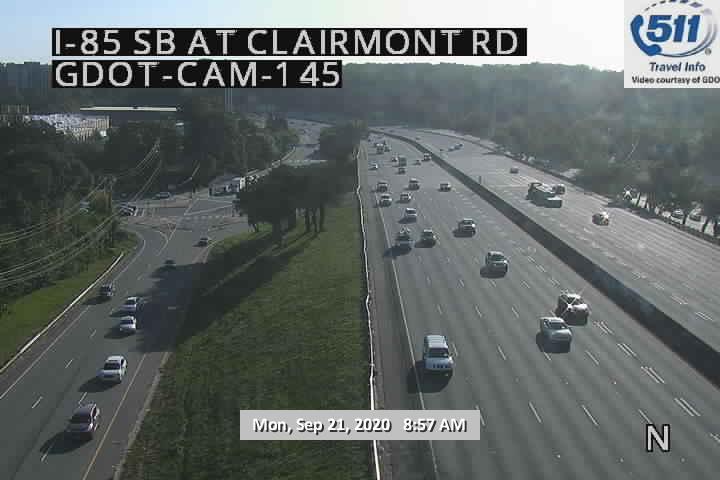 I-85 SB AT CLAIRMONT RD
GDOT-CAM-145
511
Travel Info
Video courtesy of GDO
Mon, Sep 21, 2020 8:57 AM
N